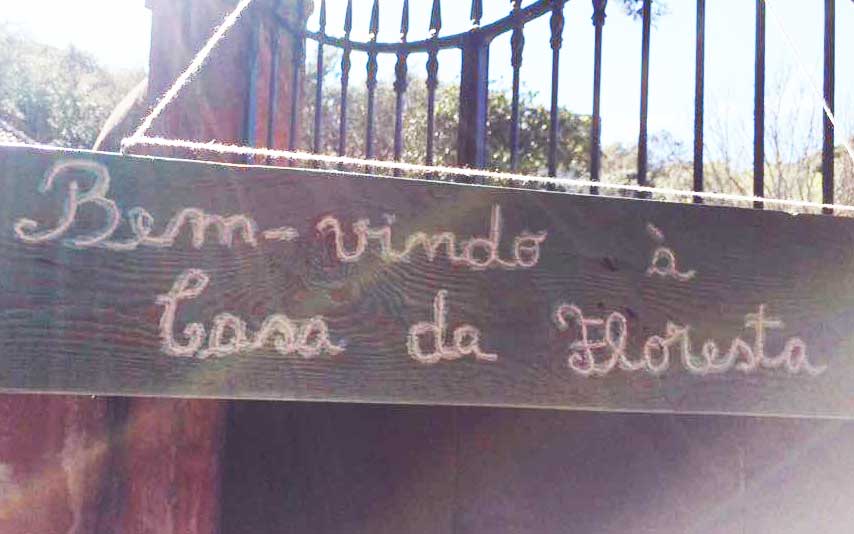 Bem-vindo à
Casa da Floresta